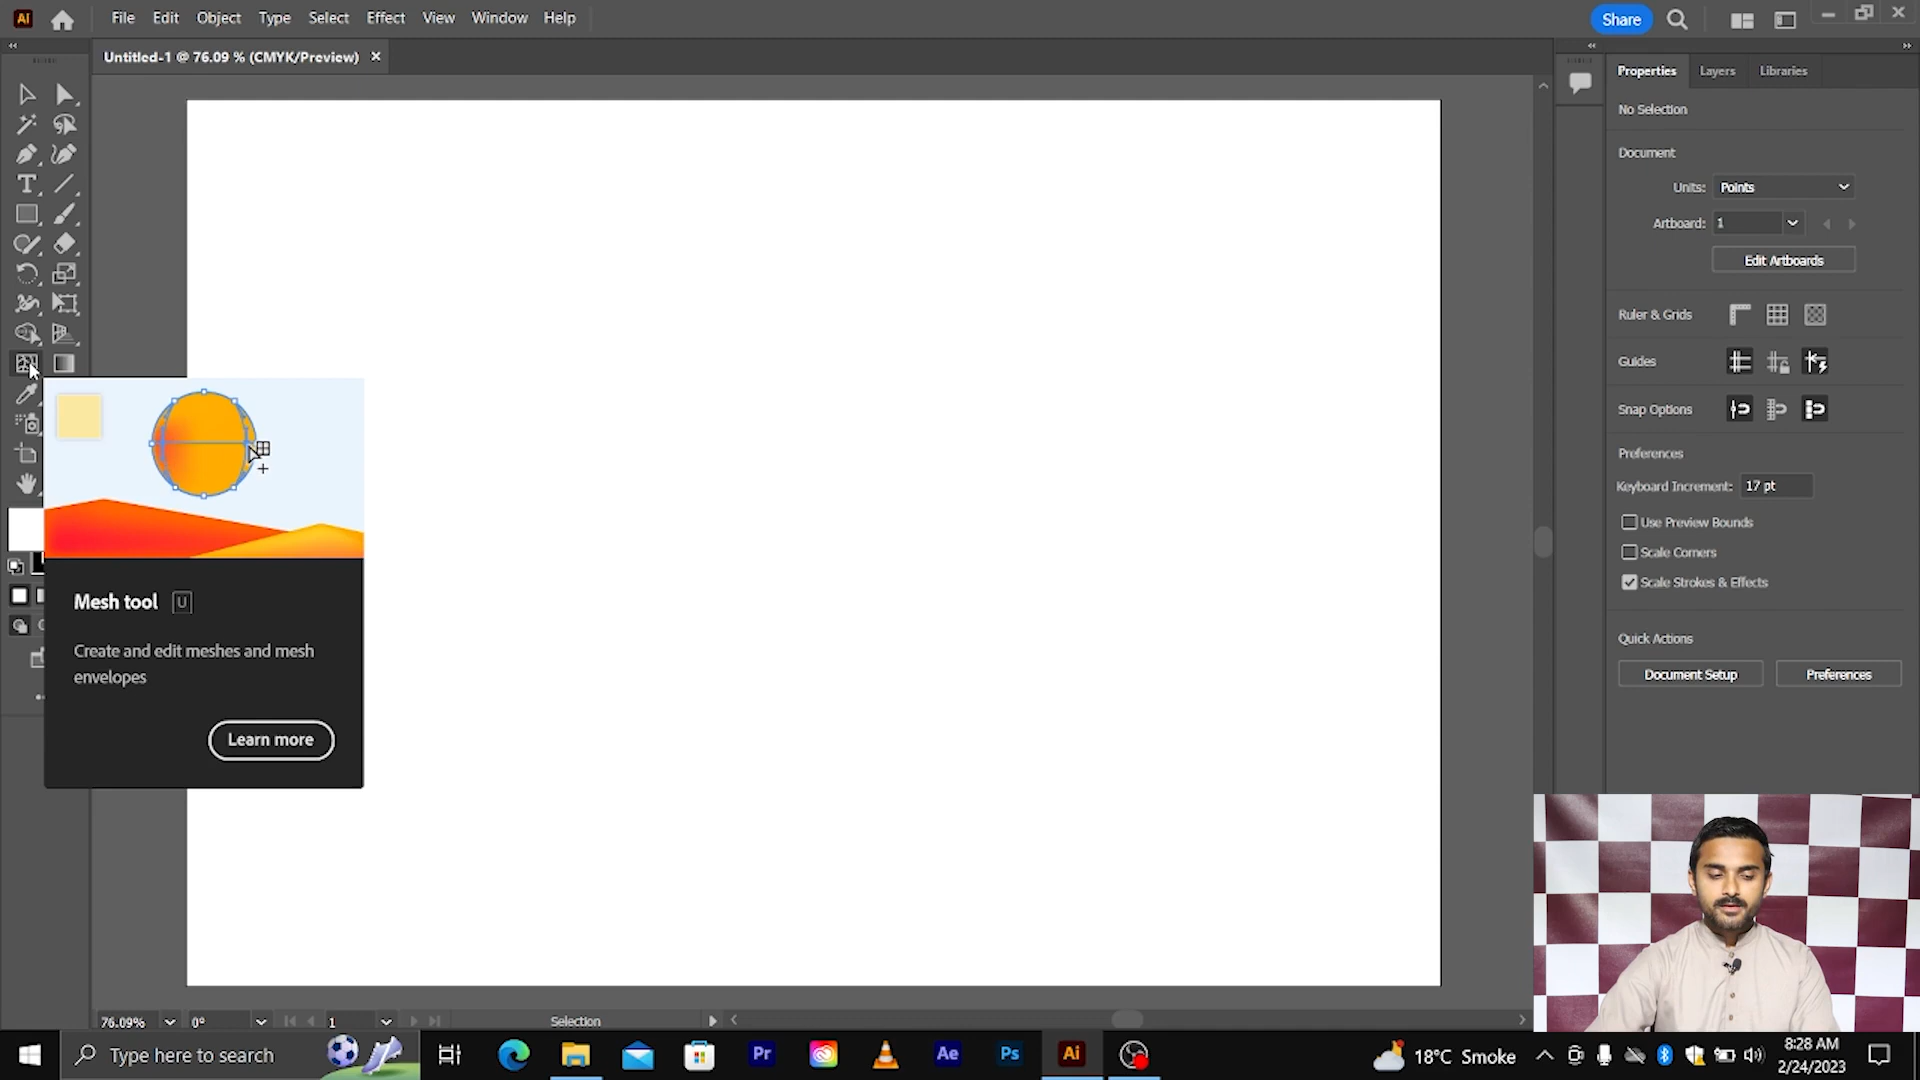 Ai File Edit Object Type Select Effect View Window Help Share
Untitled-1 @ 76.09 % (CMYK/Preview)
Properties Layers Libraries
No Selection
Document
Units: Points
Artboard: 1
Edit Artboards
Ruler & Grids
Guides
Snap Options
Preferences
Keyboard Increment: 17 pt
Use Preview Bounds
Scale Corners
Scale Strokes & Effects
Quick Actions
Document Setup Preferences
Mesh tool U
Create and edit meshes and mesh
envelopes
Learn more
76.09% 0° 1 Selection
Type here to search
Pr Ae Ps Ai
18°C Smoke
8:28 AM
2/24/2023